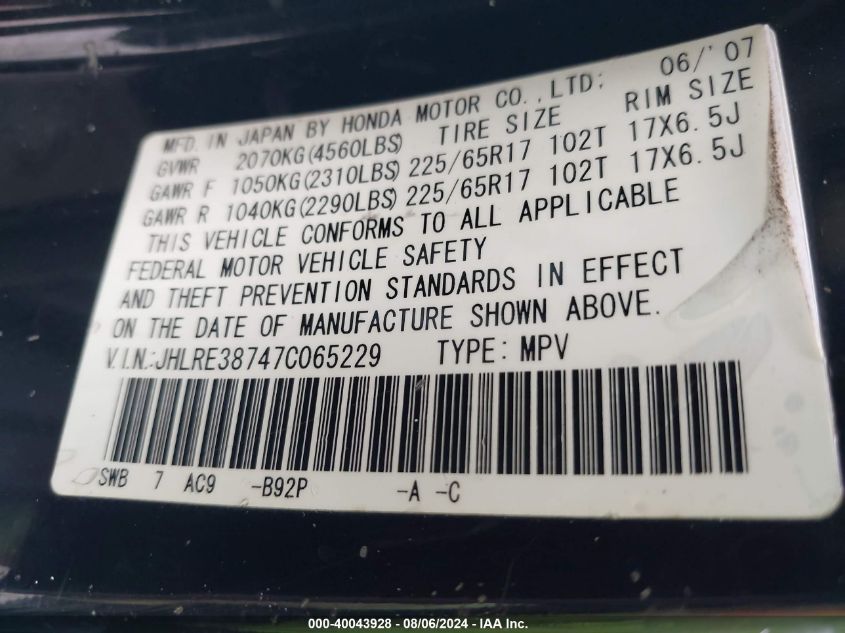 MFD. IN JAPAN BY HONDA MOTOR CO.,LTD: 06/'07
GVWR 2070KG(4560LBS) TIRE SIZE RIM SIZE
GAWR F 1050KG(2310LBS) 225/65R17 102T 17X6.5J
GAWR R 1040KG(2290LBS) 225/65R17 102T 17X6.5J
THIS VEHICLE CONFORMS TO ALL APPLICABLE
FEDERAL MOTOR VEHICLE SAFETY
AND THEFT PREVENTION STANDARDS IN EFFECT
ON THE DATE OF MANUFACTURE SHOWN ABOVE.
V.I.N.:JHLRE38747C065229 TYPE: MPV
SWB 7 AC9 -B92P -A -C
000-40043928 - 08/06/2024 - IAA Inc.